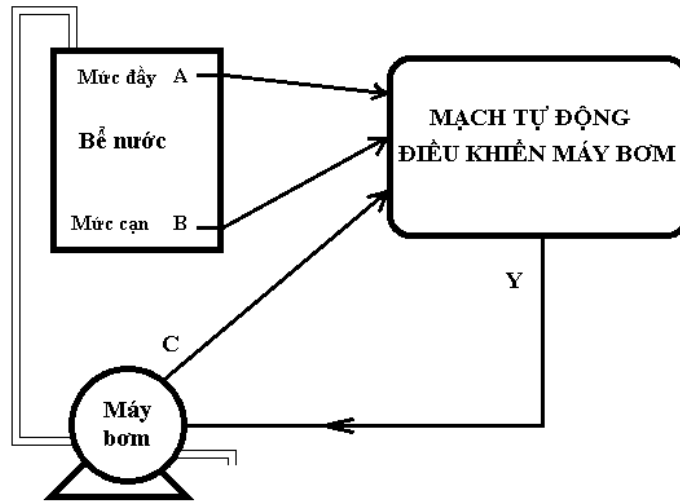 Mức đầy A
Bể nước
Mức cạn B
MẠCH TỰ ĐỘNG
ĐIỀU KHIỂN MÁY BƠM
Y
C
Máy
bơm